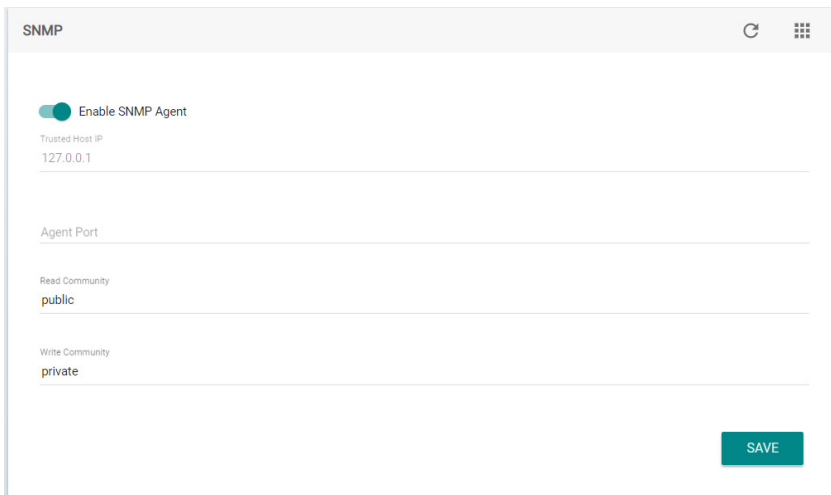 SNMP
Enable SNMP Agent
Trusted Host IP
127.0.0.1
Agent Port
Read Community
public
Write Community
private
SAVE